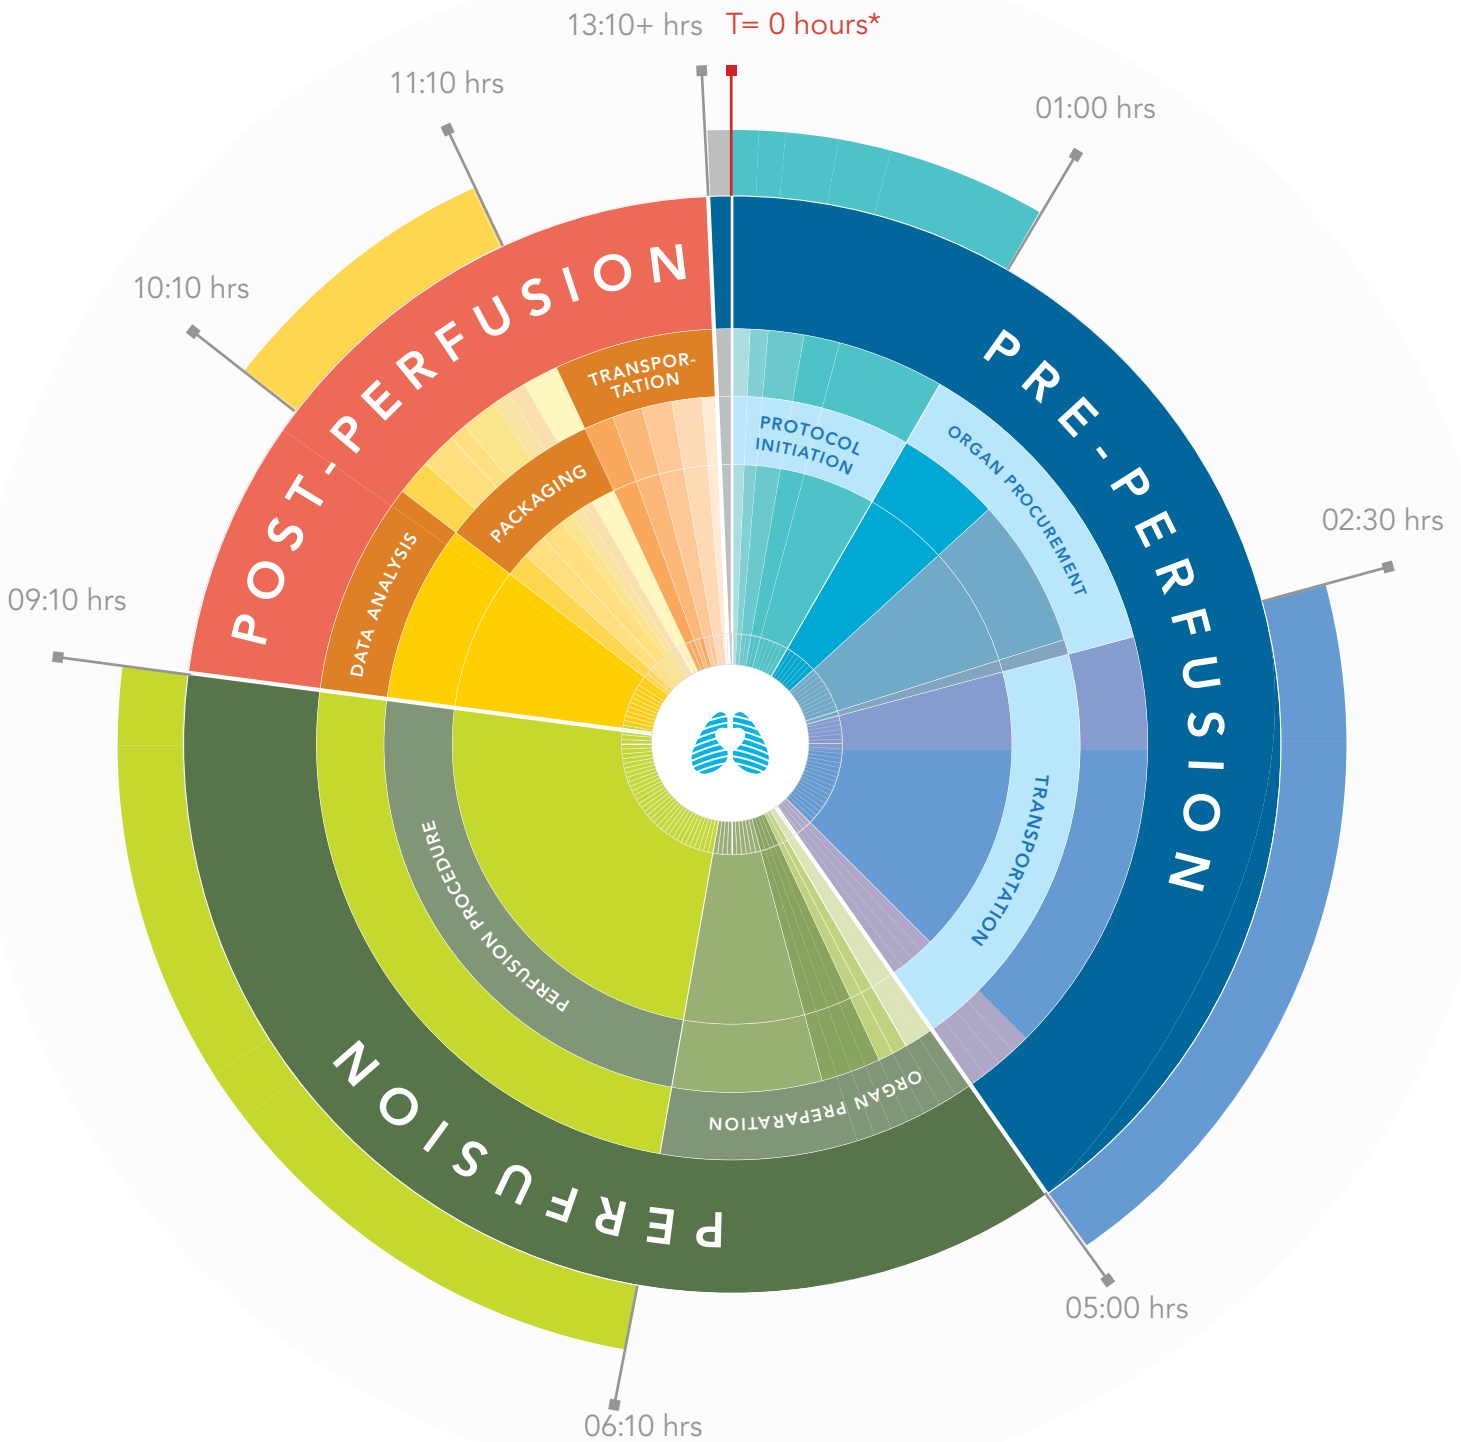 13:10+ hrs
T= 0 hours*
01:00 hrs
02:30 hrs
05:00 hrs
06:10 hrs
09:10 hrs
10:10 hrs
11:10 hrs
PRE-PERFUSION
PROTOCOL
INITIATION
ORGAN PROCUREMENT
TRANSPORTATION
PERFUSION
ORGAN PREPARATION
PERFUSION PROCEDURE
POST-PERFUSION
DATA ANALYSIS
PACKAGING
TRANSPOR-
TATION